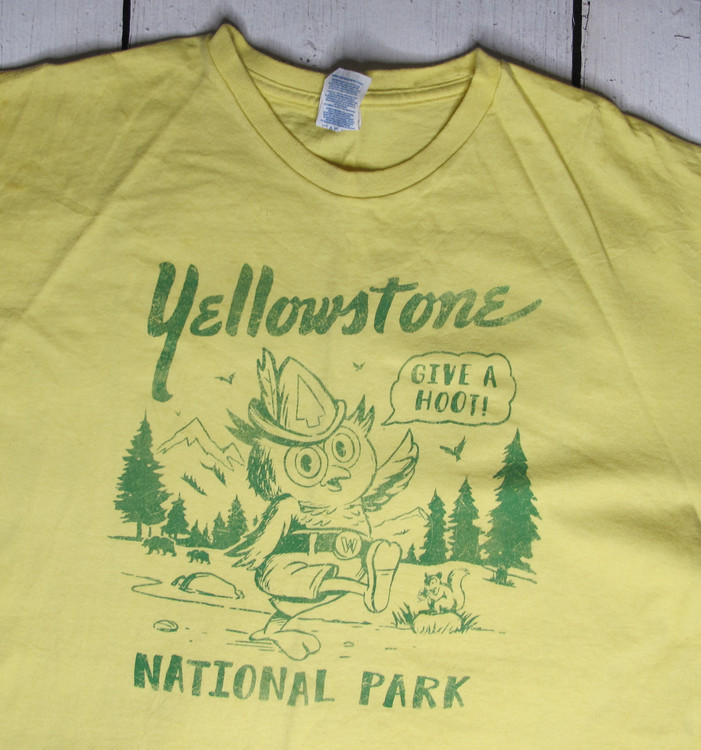 Yellowstone
GIVE A
HOOT!
W
NATIONAL PARK